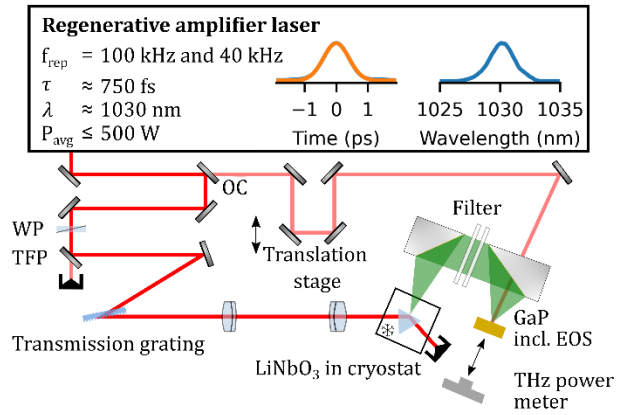 Regenerative amplifier laser
f_rep = 100 kHz and 40 kHz
τ ≈ 750 fs
λ ≈ 1030 nm
P_avg ≤ 500 W
−1 0 1
Time (ps)
1025 1030 1035
Wavelength (nm)
OC
WP
TFP
Translation
stage
Filter
Transmission grating
LiNbO₃ in cryostat
GaP
incl. EOS
THz power
meter